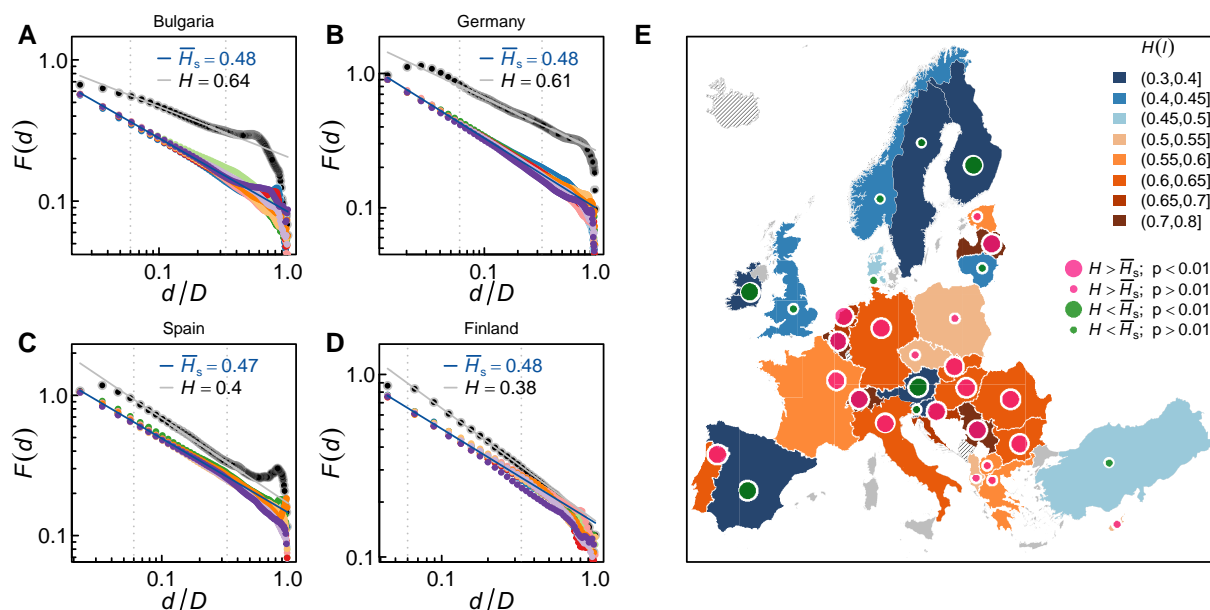 A
Bulgaria
H̅s = 0.48
H = 0.64
1.0
0.1
F(d)
0.1
1.0
d/D
B
Germany
H̅s = 0.48
H = 0.61
1.0
0.1
F(d)
0.1
1.0
d/D
C
Spain
H̅s = 0.47
H = 0.4
1.0
0.1
F(d)
0.1
1.0
d/D
D
Finland
H̅s = 0.48
H = 0.38
1.0
0.1
F(d)
0.1
1.0
d/D
E
H(l)
(0.3,0.4]
(0.4,0.45]
(0.45,0.5]
(0.5,0.55]
(0.55,0.6]
(0.6,0.65]
(0.65,0.7]
(0.7,0.8]
H > H̅s; p < 0.01
H > H̅s; p > 0.01
H < H̅s; p < 0.01
H < H̅s; p > 0.01